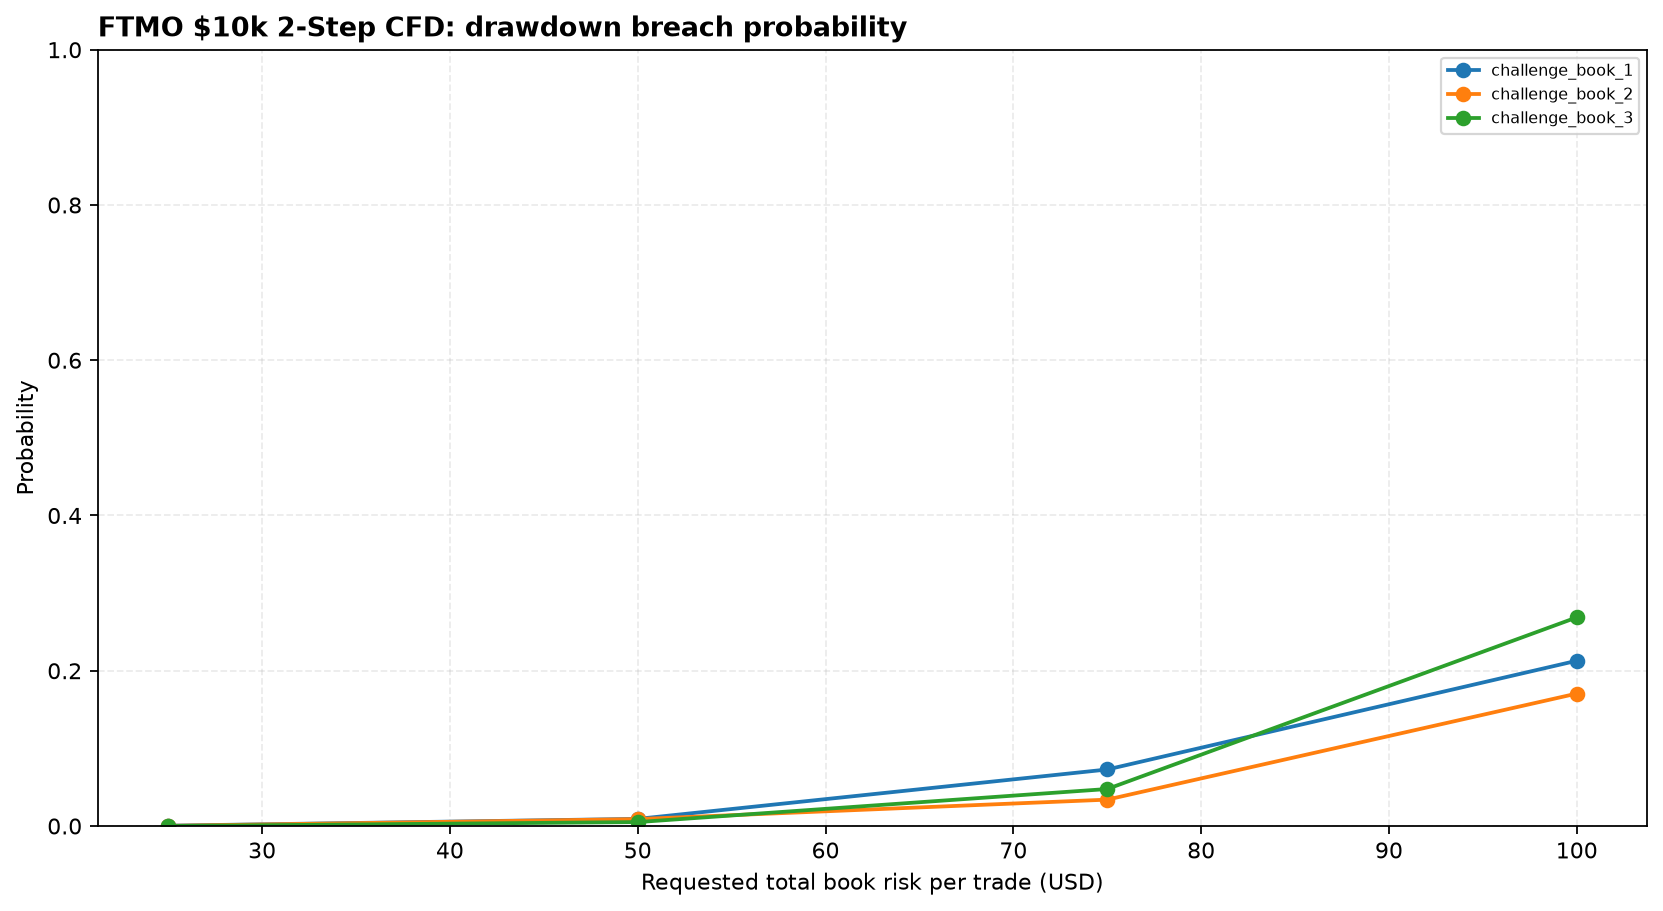 FTMO $10k 2-Step CFD: drawdown breach probability
challenge_book_1
challenge_book_2
challenge_book_3
Probability
1.0
0.8
0.6
0.4
0.2
0.0
30 40 50 60 70 80 90 100
Requested total book risk per trade (USD)